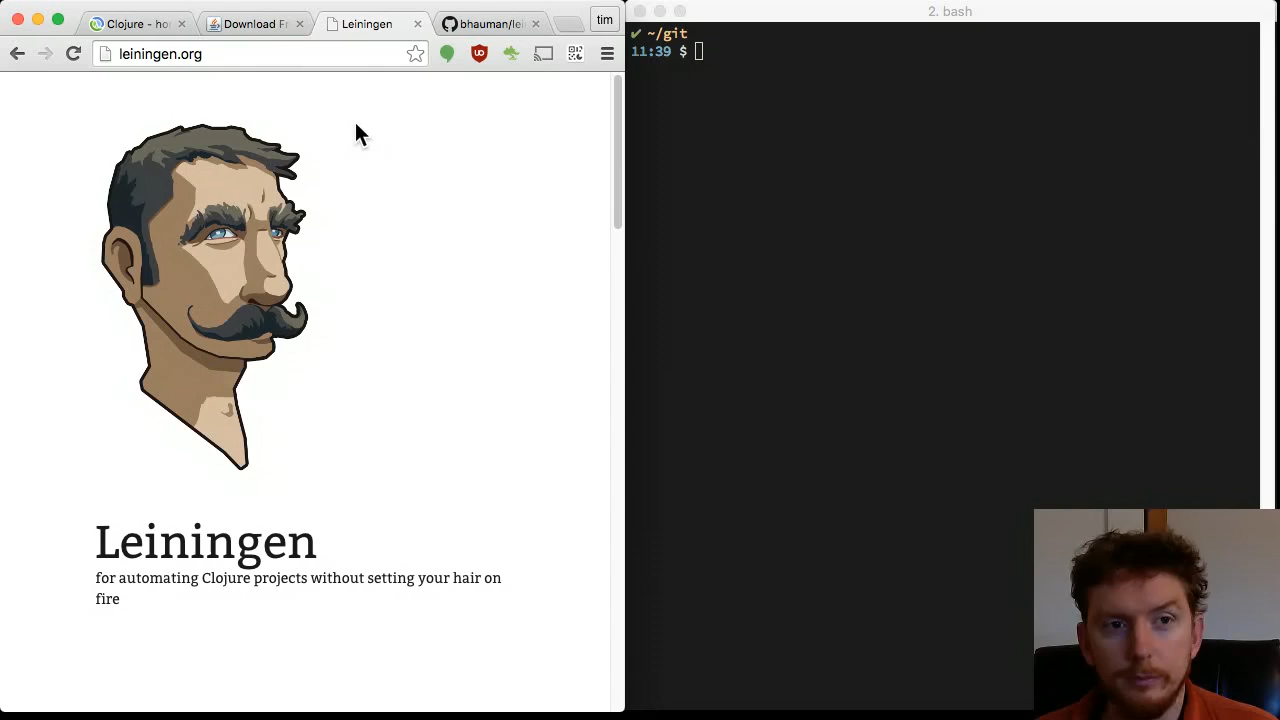 Clojure - ho
Download Fr
Leiningen
bhauman/lei
tim
leiningen.org
2. bash
✔ ~/git
11:39 $
Leiningen
for automating Clojure projects without setting your hair on
fire